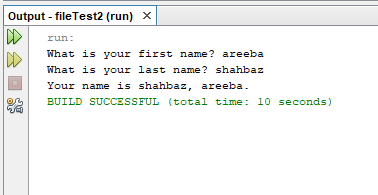 Output - fileTest2 (run)
run:
What is your first name? areeba
What is your last name? shahbaz
Your name is shahbaz, areeba.
BUILD SUCCESSFUL (total time: 10 seconds)